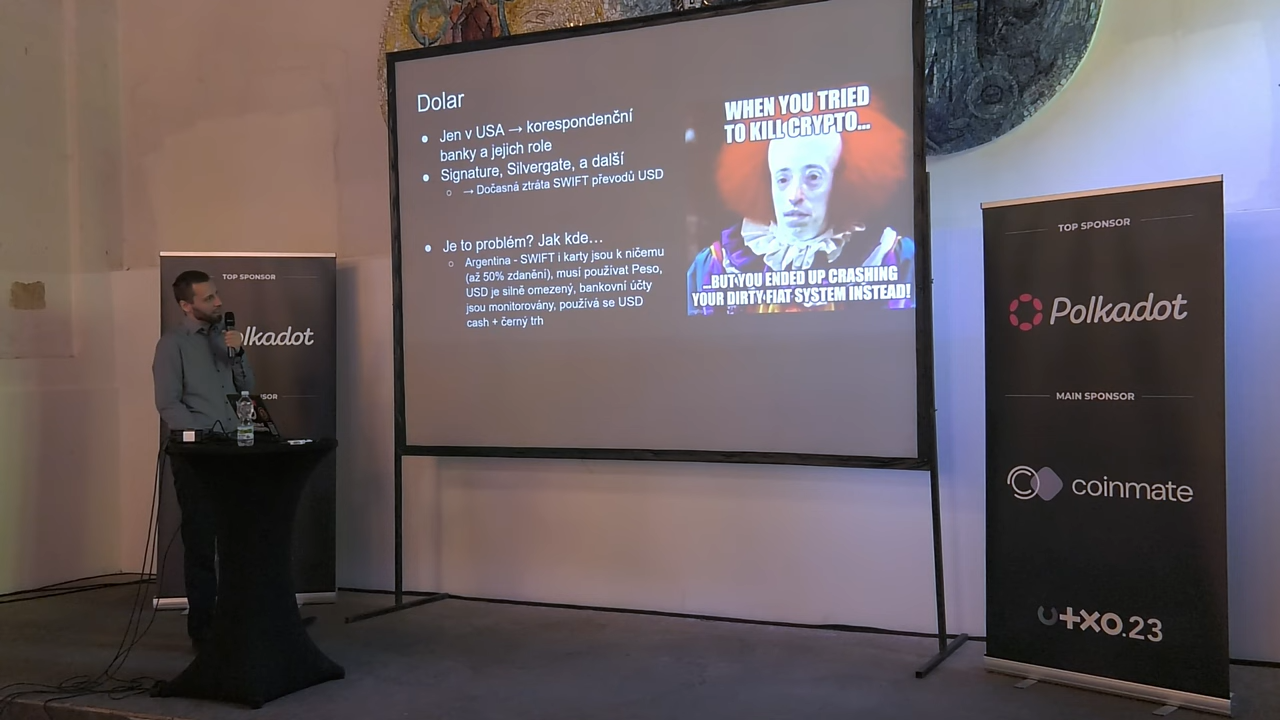 Dolar
● Jen v USA → korespondenční
banky a jejich role
● Signature, Silvergate, a další
○ → Dočasná ztráta SWIFT převodů USD
● Je to problém? Jak kde…
○ Argentina - SWIFT i karty jsou k ničemu
(až 50% zdanění), musí používat Peso,
USD je silně omezený, bankovní účty
jsou monitorovány, používá se USD
cash + černý trh
WHEN YOU TRIED
TO KILL CRYPTO...
...BUT YOU ENDED UP CRASHING
YOUR DIRTY FIAT SYSTEM INSTEAD!
TOP SPONSOR
olkadot
SOR
TOP SPONSOR
Polkadot
MAIN SPONSOR
coinmate
utxo.23